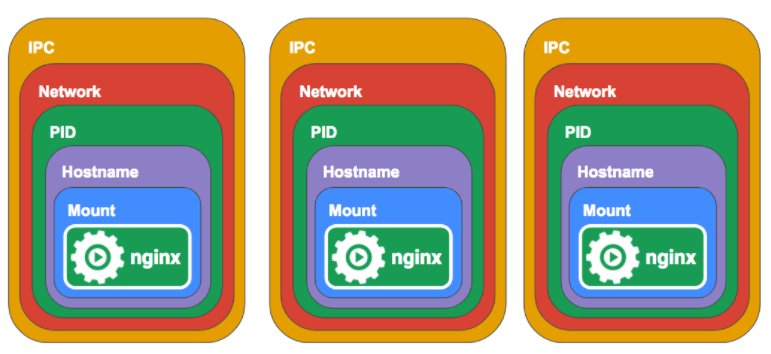 IPC
Network
PID
Hostname
Mount
nginx
IPC
Network
PID
Hostname
Mount
nginx
IPC
Network
PID
Hostname
Mount
nginx